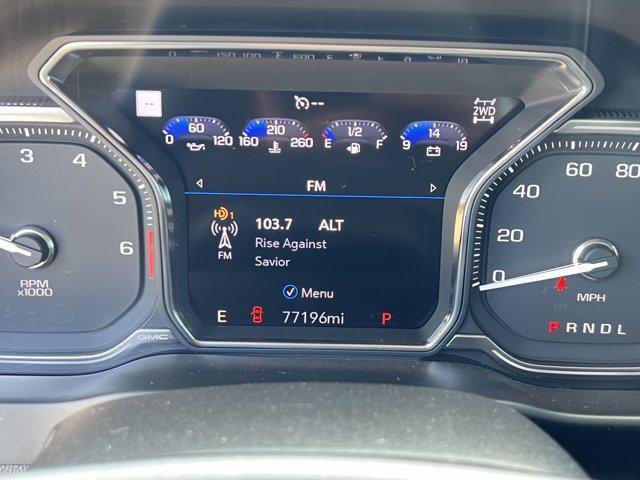 --
--
2WD
0 60 120
160 210 260
E 1/2 F
9 14 19
FM
HD1
FM
103.7 ALT
Rise Against
Savior
Menu
E 77196mi P
3 4 5 6
RPM
x1000
GMC
0 20 40 60 80
MPH
PRNDL